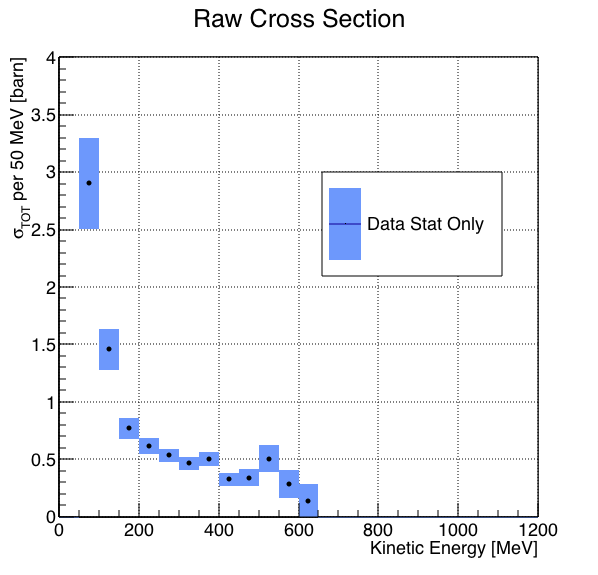 Raw Cross Section
σTOT per 50 MeV [barn]
4
3.5
3
2.5
2
1.5
1
0.5
0
Data Stat Only
0 200 400 600 800 1000 1200
Kinetic Energy [MeV]